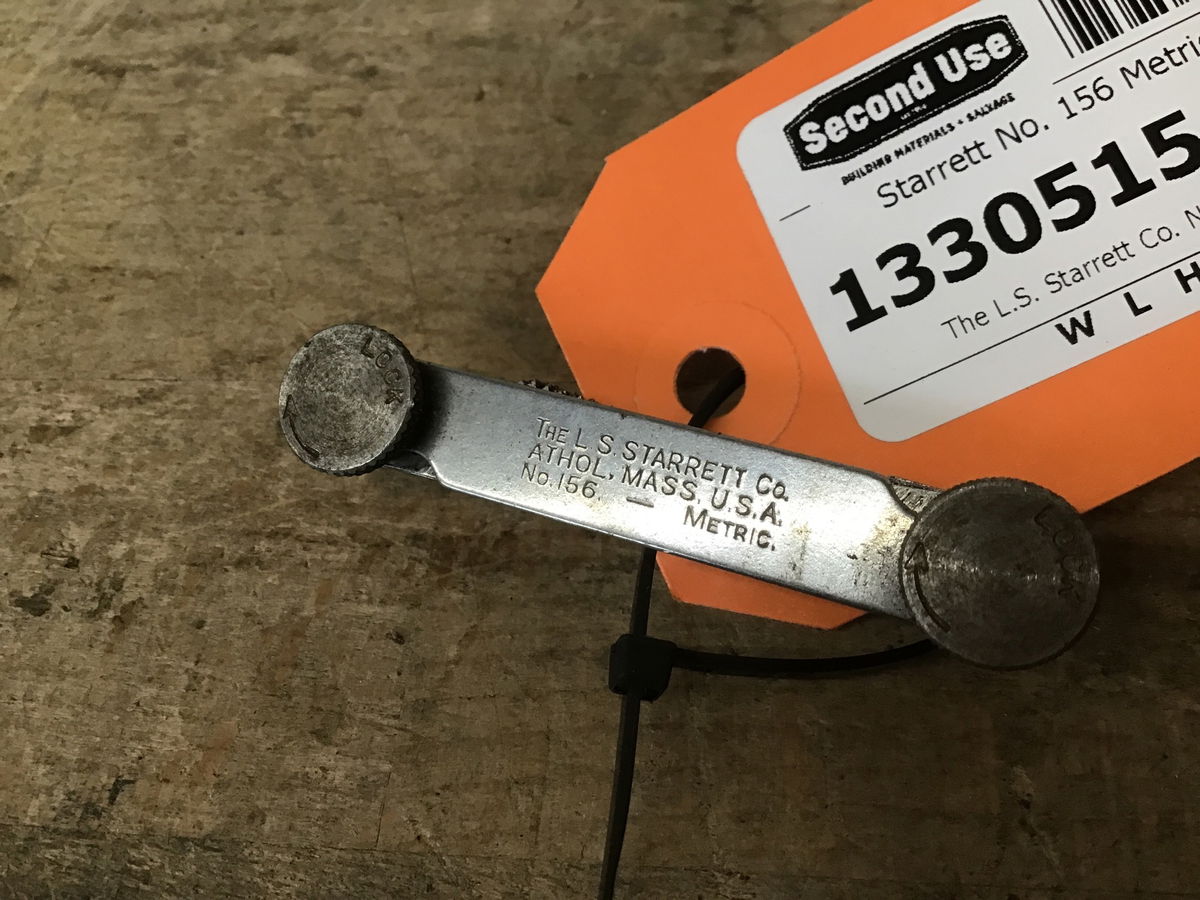 Second Use
BUILDING MATERIALS + SALVAGE
Starrett No. 156 Metric
1330515
The L.S. Starrett Co.
W L H
LOCK
THE L. S. STARRETT CO.
ATHOL, MASS, U.S.A.
No. 156 — METRIC.
LOCK